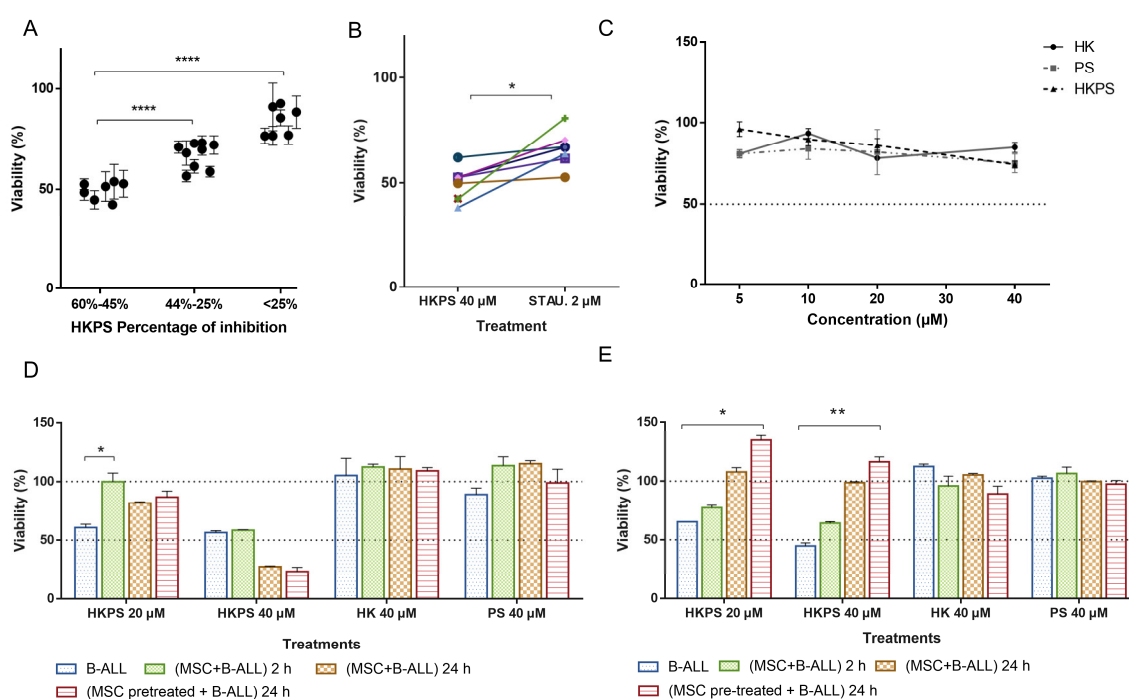 A
Viability (%)
100
50
0
****
****
60%-45%
44%-25%
<25%
HKPS Percentage of inhibition
B
Viability (%)
100
50
0
*
HKPS 40 µM
STAU. 2 µM
Treatment
C
Viability (%)
150
100
50
0
5
10
20
30
40
Concentration (µM)
HK
PS
HKPS
D
Viability (%)
150
100
50
0
*
HKPS 20 µM
HKPS 40 µM
HK 40 µM
PS 40 µM
Treatments
B-ALL
(MSC+B-ALL) 2 h
(MSC+B-ALL) 24 h
(MSC pretreated + B-ALL) 24 h
E
Viability (%)
150
100
50
0
*
**
HKPS 20 µM
HKPS 40 µM
HK 40 µM
PS 40 µM
Treatments
B-ALL
(MSC+B-ALL) 2 h
(MSC+B-ALL) 24 h
(MSC pre-treated + B-ALL) 24 h